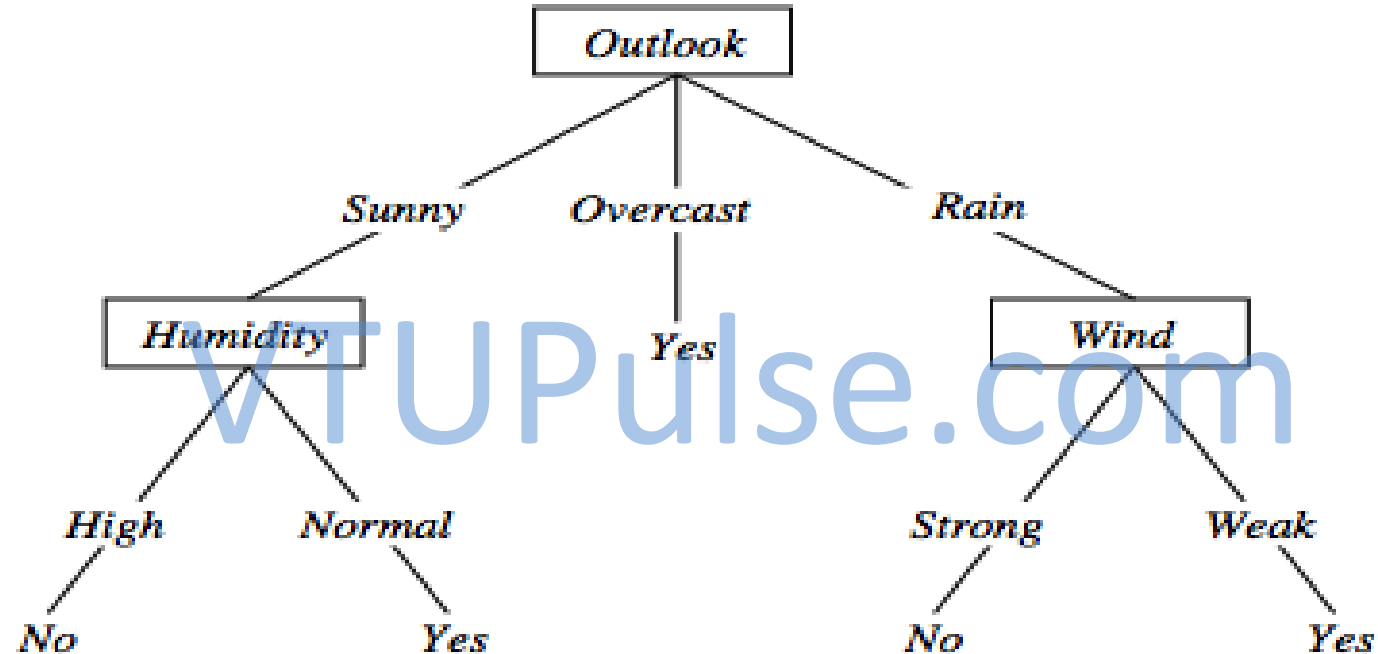 Outlook
Sunny Overcast Rain
Humidity Yes Wind
VTUPulse.com
High Normal Strong Weak
No Yes No Yes